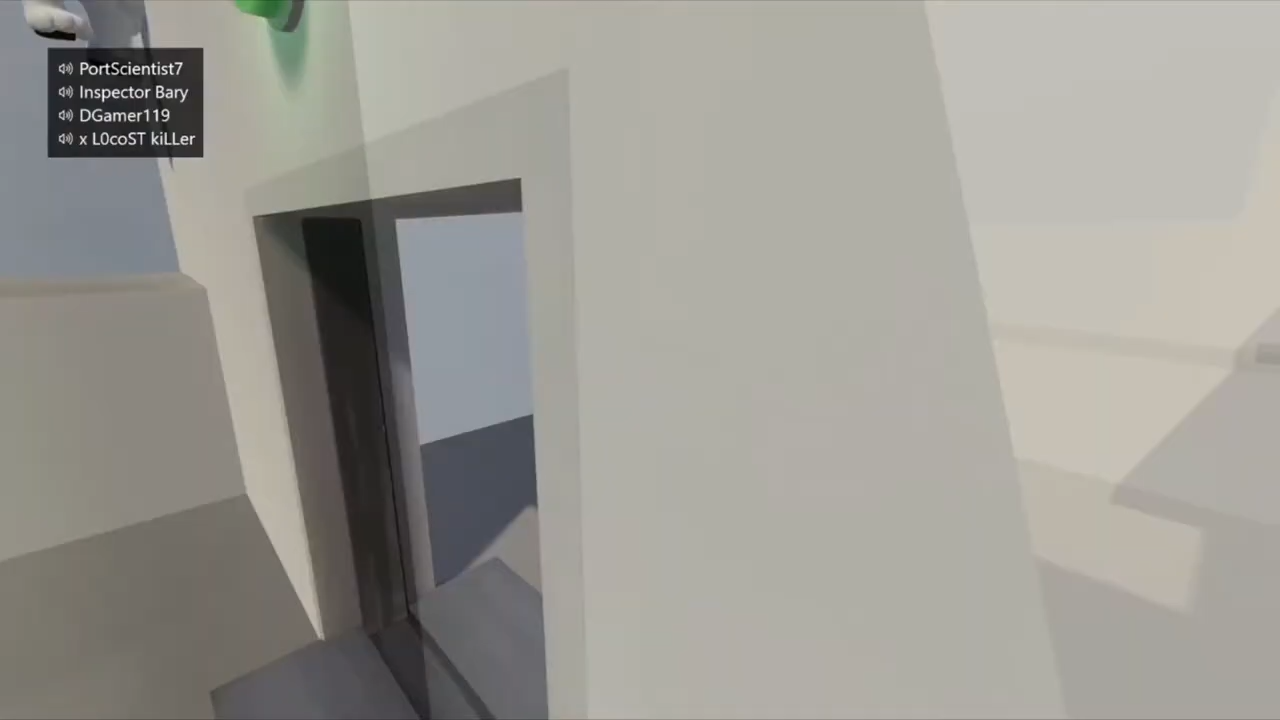 PortScientist7
Inspector Bary
DGamer119
x L0coST kiLLer